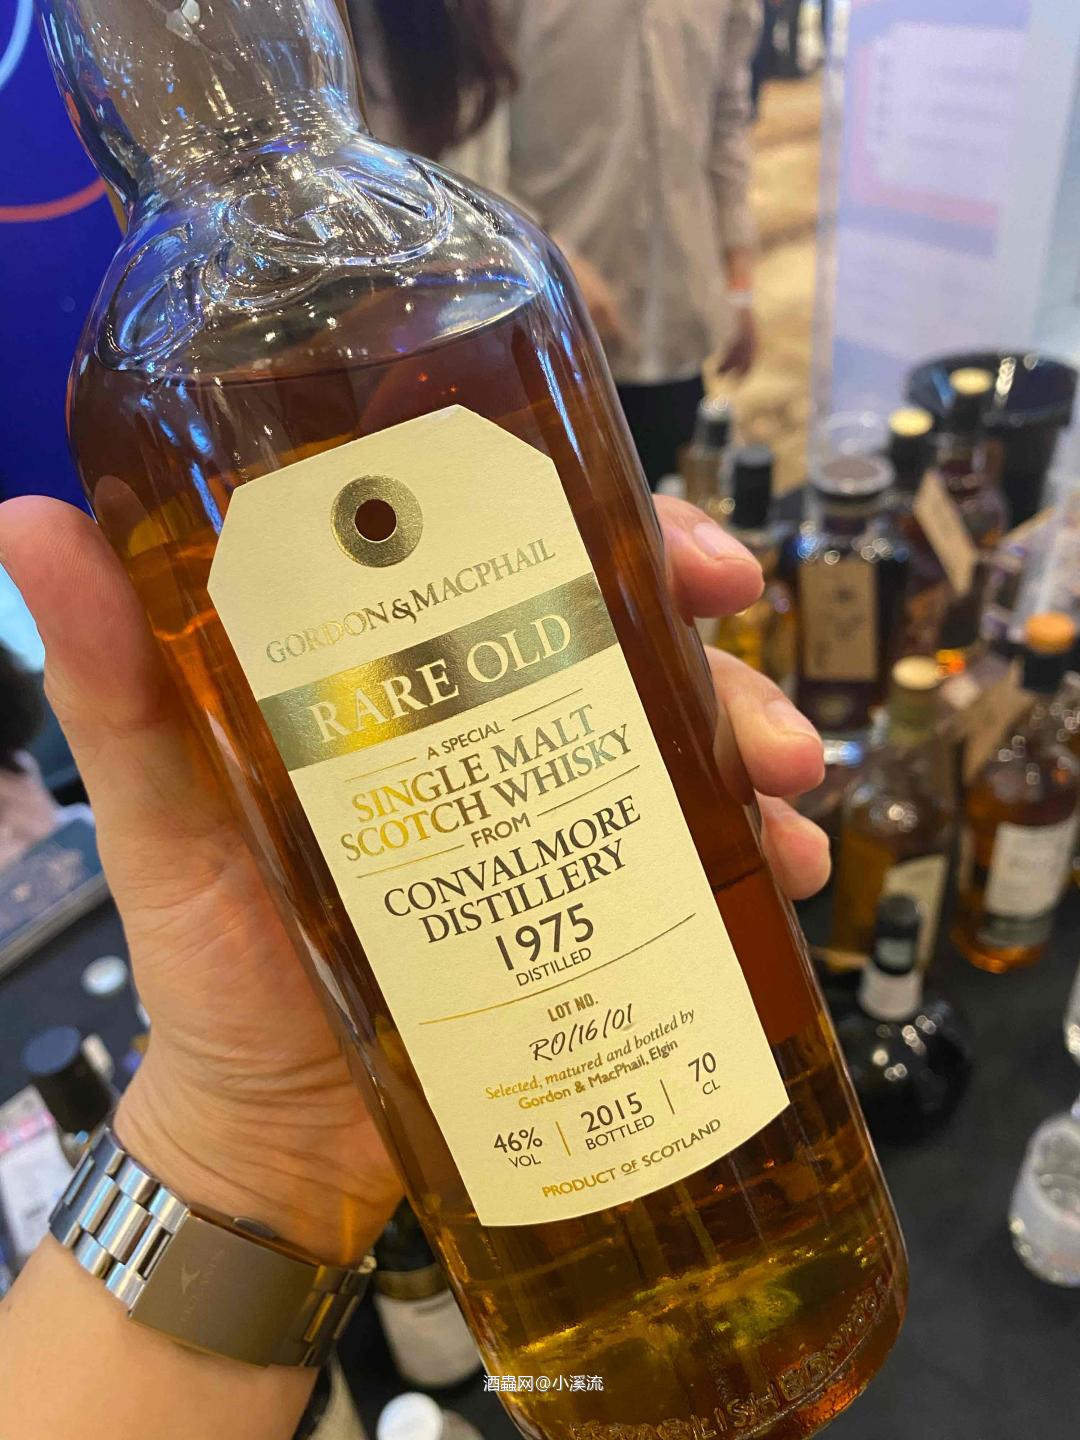 GORDON & MACPHAIL
RARE OLD
A SPECIAL
SINGLE MALT
SCOTCH WHISKY
FROM
CONVALMORE
DISTILLERY
1975
DISTILLED
LOT NO.
RO/16/01
Selected, matured and bottled by
Gordon & MacPhail, Elgin
46% VOL | 2015 BOTTLED | 70 CL
PRODUCT OF SCOTLAND
酒蟲网@小溪流